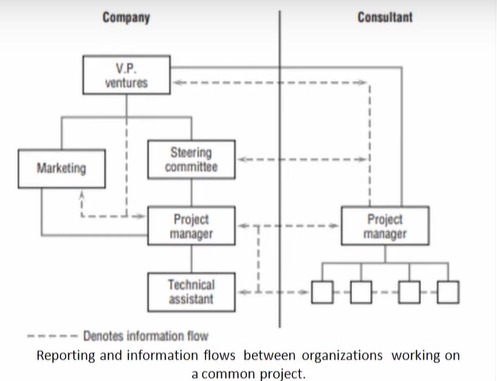 Company
Consultant
V.P.
ventures
Marketing
Steering
committee
Project
manager
Project
manager
Technical
assistant
Denotes information flow
Reporting and information flows between organizations working on
a common project.